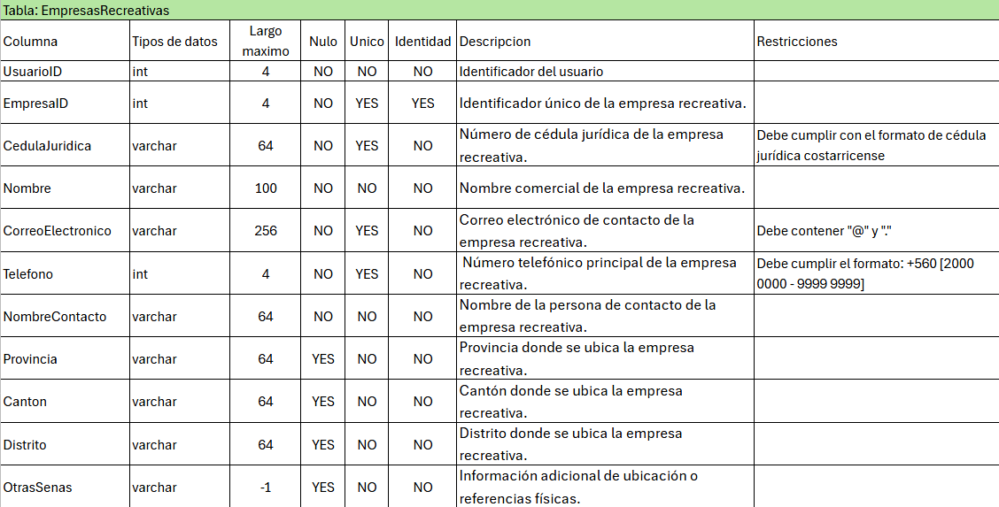 Tabla: EmpresasRecreativas
Columna Tipos de datos Largo maximo Nulo Unico Identidad Descripcion Restricciones
UsuarioID int 4 NO NO NO Identificador del usuario
EmpresaID int 4 NO YES YES Identificador único de la empresa recreativa.
CedulaJuridica varchar 64 NO YES NO Número de cédula jurídica de la empresa recreativa. Debe cumplir con el formato de cédula jurídica costarricense
Nombre varchar 100 NO NO NO Nombre comercial de la empresa recreativa.
CorreoElectronico varchar 256 NO YES NO Correo electrónico de contacto de la empresa recreativa. Debe contener "@" y "."
Telefono int 4 NO YES NO Número telefónico principal de la empresa recreativa. Debe cumplir el formato: +560 [2000 0000 - 9999 9999]
NombreContacto varchar 64 NO NO NO Nombre de la persona de contacto de la empresa recreativa.
Provincia varchar 64 YES NO NO Provincia donde se ubica la empresa recreativa.
Canton varchar 64 YES NO NO Cantón donde se ubica la empresa recreativa.
Distrito varchar 64 YES NO NO Distrito donde se ubica la empresa recreativa.
OtrasSenas varchar -1 YES NO NO Información adicional de ubicación o referencias físicas.